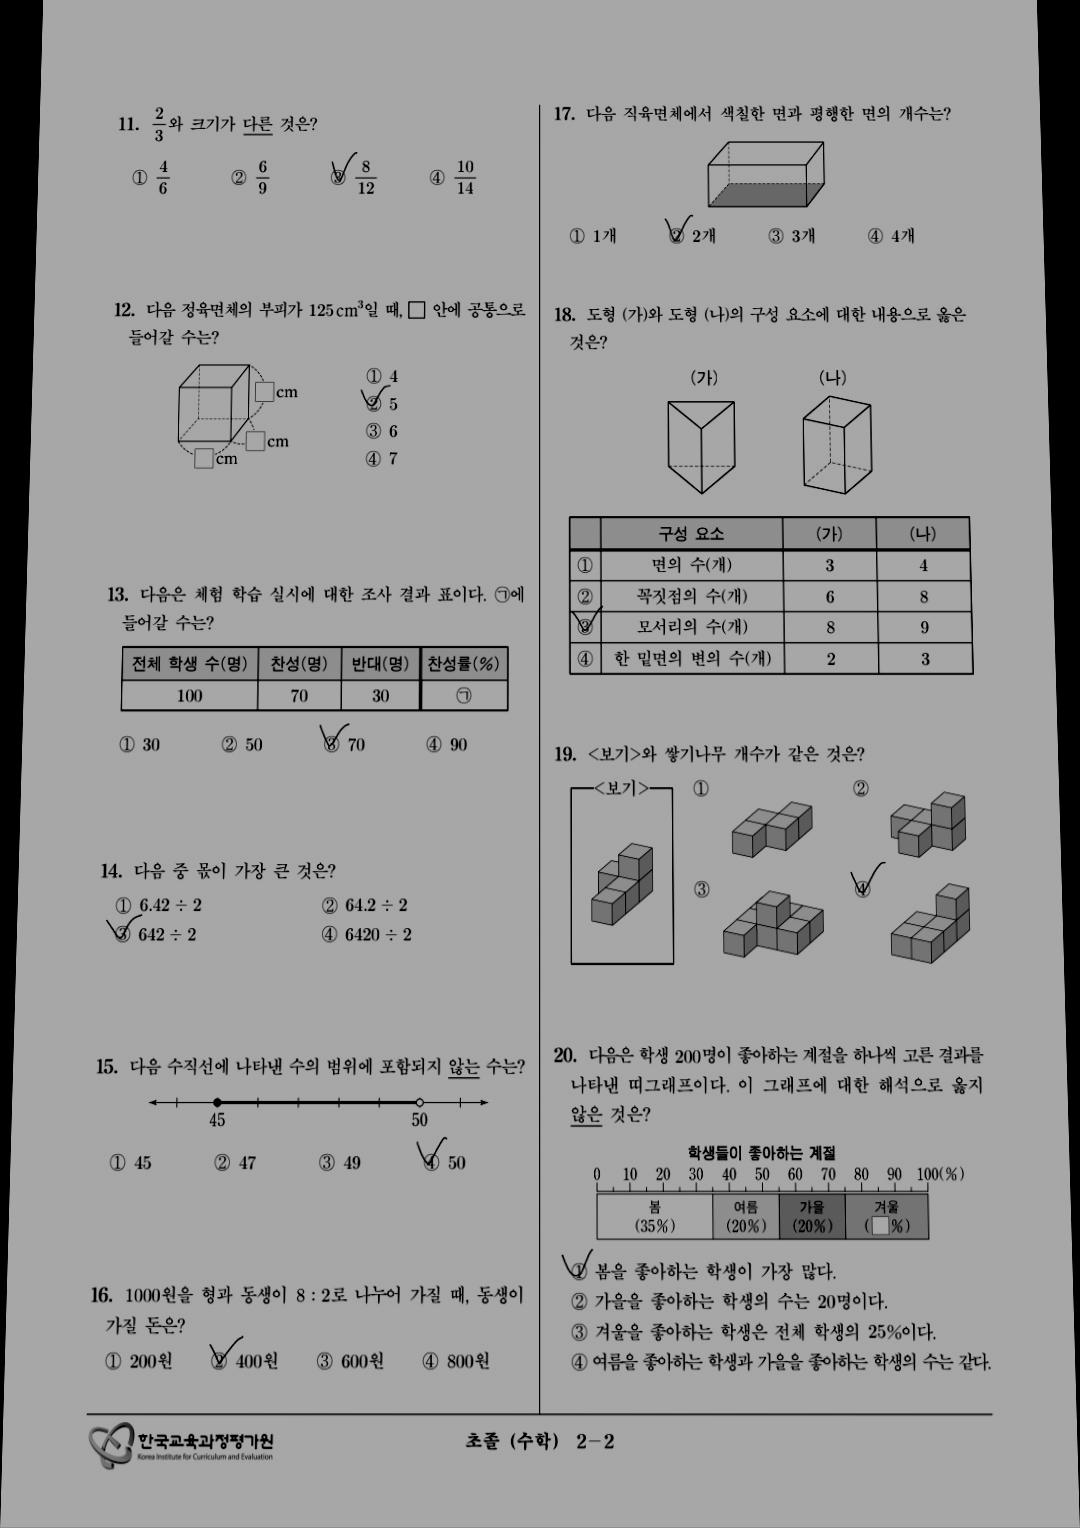 11. 2/3와 크기가 다른 것은?
① 4/6 ② 6/9 ③ 8/12 ④ 10/14
12. 다음 정육면체의 부피가 125cm³일 때, □ 안에 공통으로
들어갈 수는?
□cm
□cm
□cm
① 4
② 5
③ 6
④ 7
13. 다음은 체험 학습 실시에 대한 조사 결과 표이다. ㉠에
들어갈 수는?
전체 학생 수(명) 찬성(명) 반대(명) 찬성률(%)
100 70 30 ㉠
① 30 ② 50 ③ 70 ④ 90
14. 다음 중 몫이 가장 큰 것은?
① 6.42 ÷ 2 ② 64.2 ÷ 2
③ 642 ÷ 2 ④ 6420 ÷ 2
15. 다음 수직선에 나타낸 수의 범위에 포함되지 않는 수는?
45 50
① 45 ② 47 ③ 49 ④ 50
16. 1000원을 형과 동생이 8 : 2로 나누어 가질 때, 동생이
가질 돈은?
① 200원 ② 400원 ③ 600원 ④ 800원
17. 다음 직육면체에서 색칠한 면과 평행한 면의 개수는?
① 1개 ② 2개 ③ 3개 ④ 4개
18. 도형 (가)와 도형 (나)의 구성 요소에 대한 내용으로 옳은
것은?
(가) (나)
구성 요소 (가) (나)
① 면의 수(개) 3 4
② 꼭짓점의 수(개) 6 8
③ 모서리의 수(개) 8 9
④ 한 밑면의 변의 수(개) 2 3
19. <보기>와 쌓기나무 개수가 같은 것은?
<보기> ① ②
③ ④
20. 다음은 학생 200명이 좋아하는 계절을 하나씩 고른 결과를
나타낸 띠그래프이다. 이 그래프에 대한 해석으로 옳지
않은 것은?
학생들이 좋아하는 계절
0 10 20 30 40 50 60 70 80 90 100(%)
봄 여름 가을 겨울
(35%) (20%) (20%) (□%)
① 봄을 좋아하는 학생이 가장 많다.
② 가을을 좋아하는 학생의 수는 20명이다.
③ 겨울을 좋아하는 학생은 전체 학생의 25%이다.
④ 여름을 좋아하는 학생과 가을을 좋아하는 학생의 수는 같다.
한국교육과정평가원
Korea Institute for Curriculum and Evaluation
초졸 (수학) 2-2